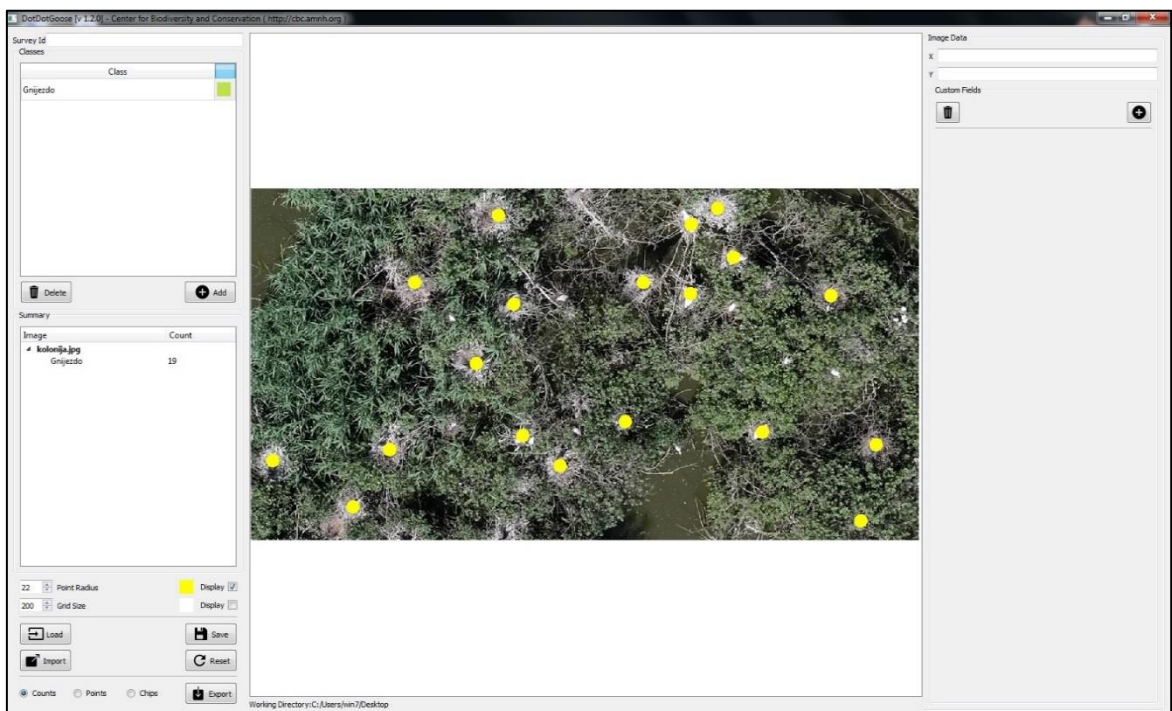 DotDotGoose [v 1.2.0] - Center for Biodiversity and Conservation ( http://cbc.amnh.org )
Survey Id
Classes
Class
Gnijezdo
Delete
Add
Summary
Image Count
kolonija.jpg
Gnijezdo 19
22 Point Radius Display
200 Grid Size Display
Load
Save
Import
Reset
Counts Points Chips
Export
Working Directory:C:/Users/win7/Desktop
Image Data
X
Y
Custom Fields